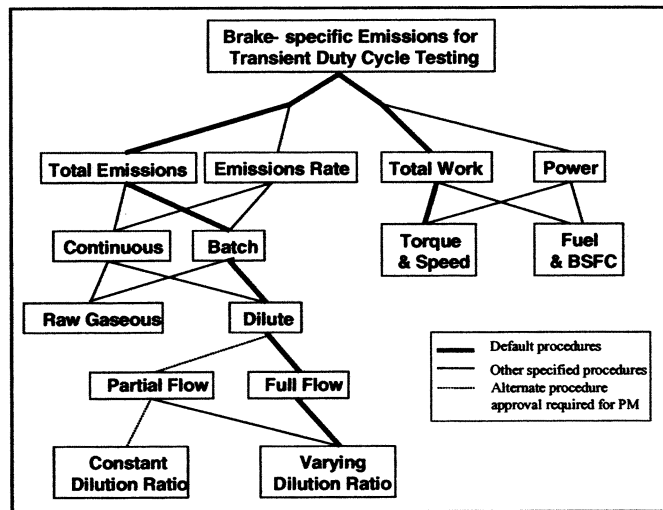 Brake- specific Emissions for
Transient Duty Cycle Testing
Total Emissions
Emissions Rate
Total Work
Power
Continuous
Batch
Torque
& Speed
Fuel
& BSFC
Raw Gaseous
Dilute
Partial Flow
Full Flow
Constant
Dilution Ratio
Varying
Dilution Ratio
Default procedures
Other specified procedures
Alternate procedure
approval required for PM